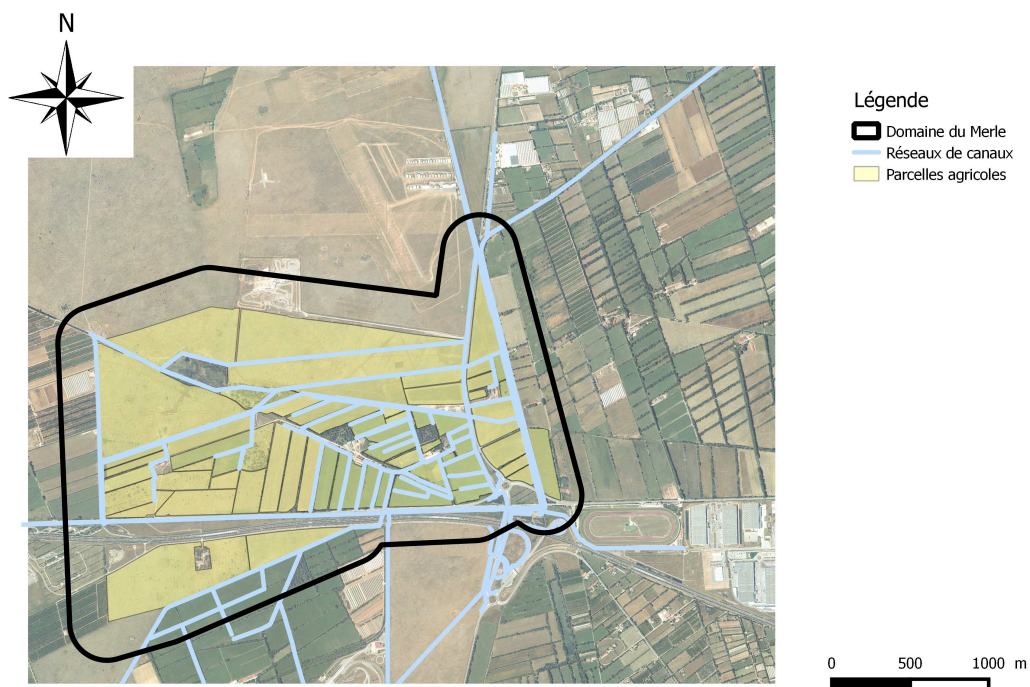 N
Légende
Domaine du Merle
Réseaux de canaux
Parcelles agricoles
0 500 1000 m